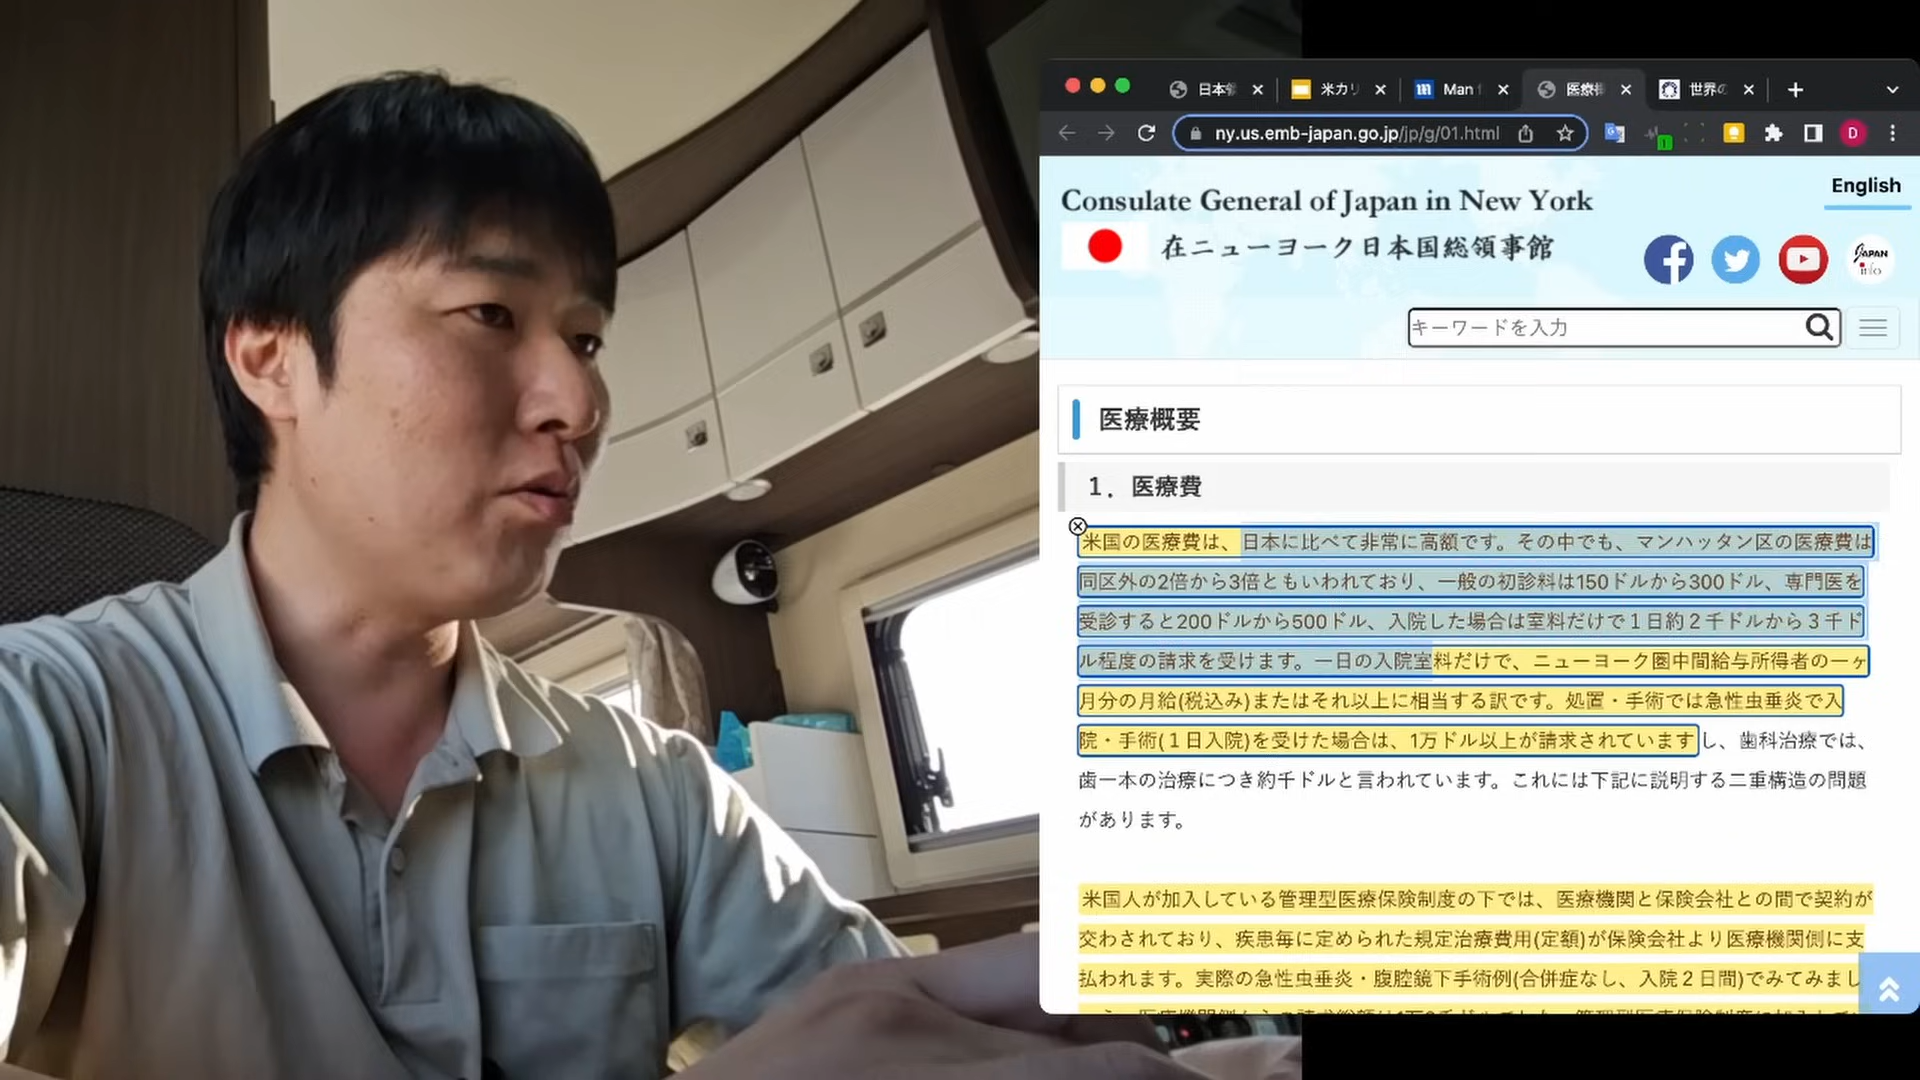 日本
米カリ
Man
医療
世界の
ny.us.emb-japan.go.jp/jp/g/01.html
D
English
Consulate General of Japan in New York
在ニューヨーク日本国総領事館
JAPAN
info
キーワードを入力
医療概要
1．医療費
米国の医療費は、日本に比べて非常に高額です。その中でも、マンハッタン区の医療費は
同区外の2倍から3倍ともいわれており、一般の初診料は150ドルから300ドル、専門医を
受診すると200ドルから500ドル、入院した場合は室料だけで１日約２千ドルから３千ド
ル程度の請求を受けます。一日の入院室料だけで、ニューヨーク圏中間給与所得者の一ヶ
月分の月給(税込み)またはそれ以上に相当する訳です。処置・手術では急性虫垂炎で入
院・手術(１日入院)を受けた場合は、1万ドル以上が請求されていますし、歯科治療では、
歯一本の治療につき約千ドルと言われています。これには下記に説明する二重構造の問題
があります。
米国人が加入している管理型医療保険制度の下では、医療機関と保険会社との間で契約が
交わされており、疾患毎に定められた規定治療費用(定額)が保険会社より医療機関側に支
払われます。実際の急性虫垂炎・腹腔鏡下手術例(合併症なし、入院２日間)でみてみまし